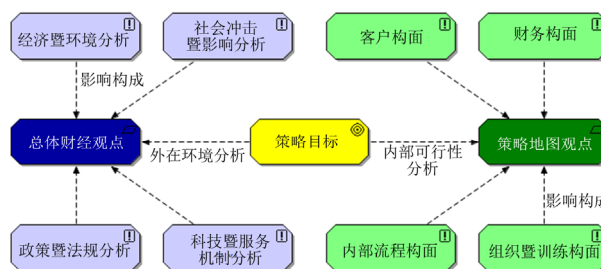 经济暨环境分析
社会冲击
暨影响分析
客户构面
财务构面
影响构成
总体财经观点
外在环境分析
策略目标
内部可行性
分析
策略地图观点
影响构成
政策暨法规分析
科技暨服务
机制分析
内部流程构面
组织暨训练构面